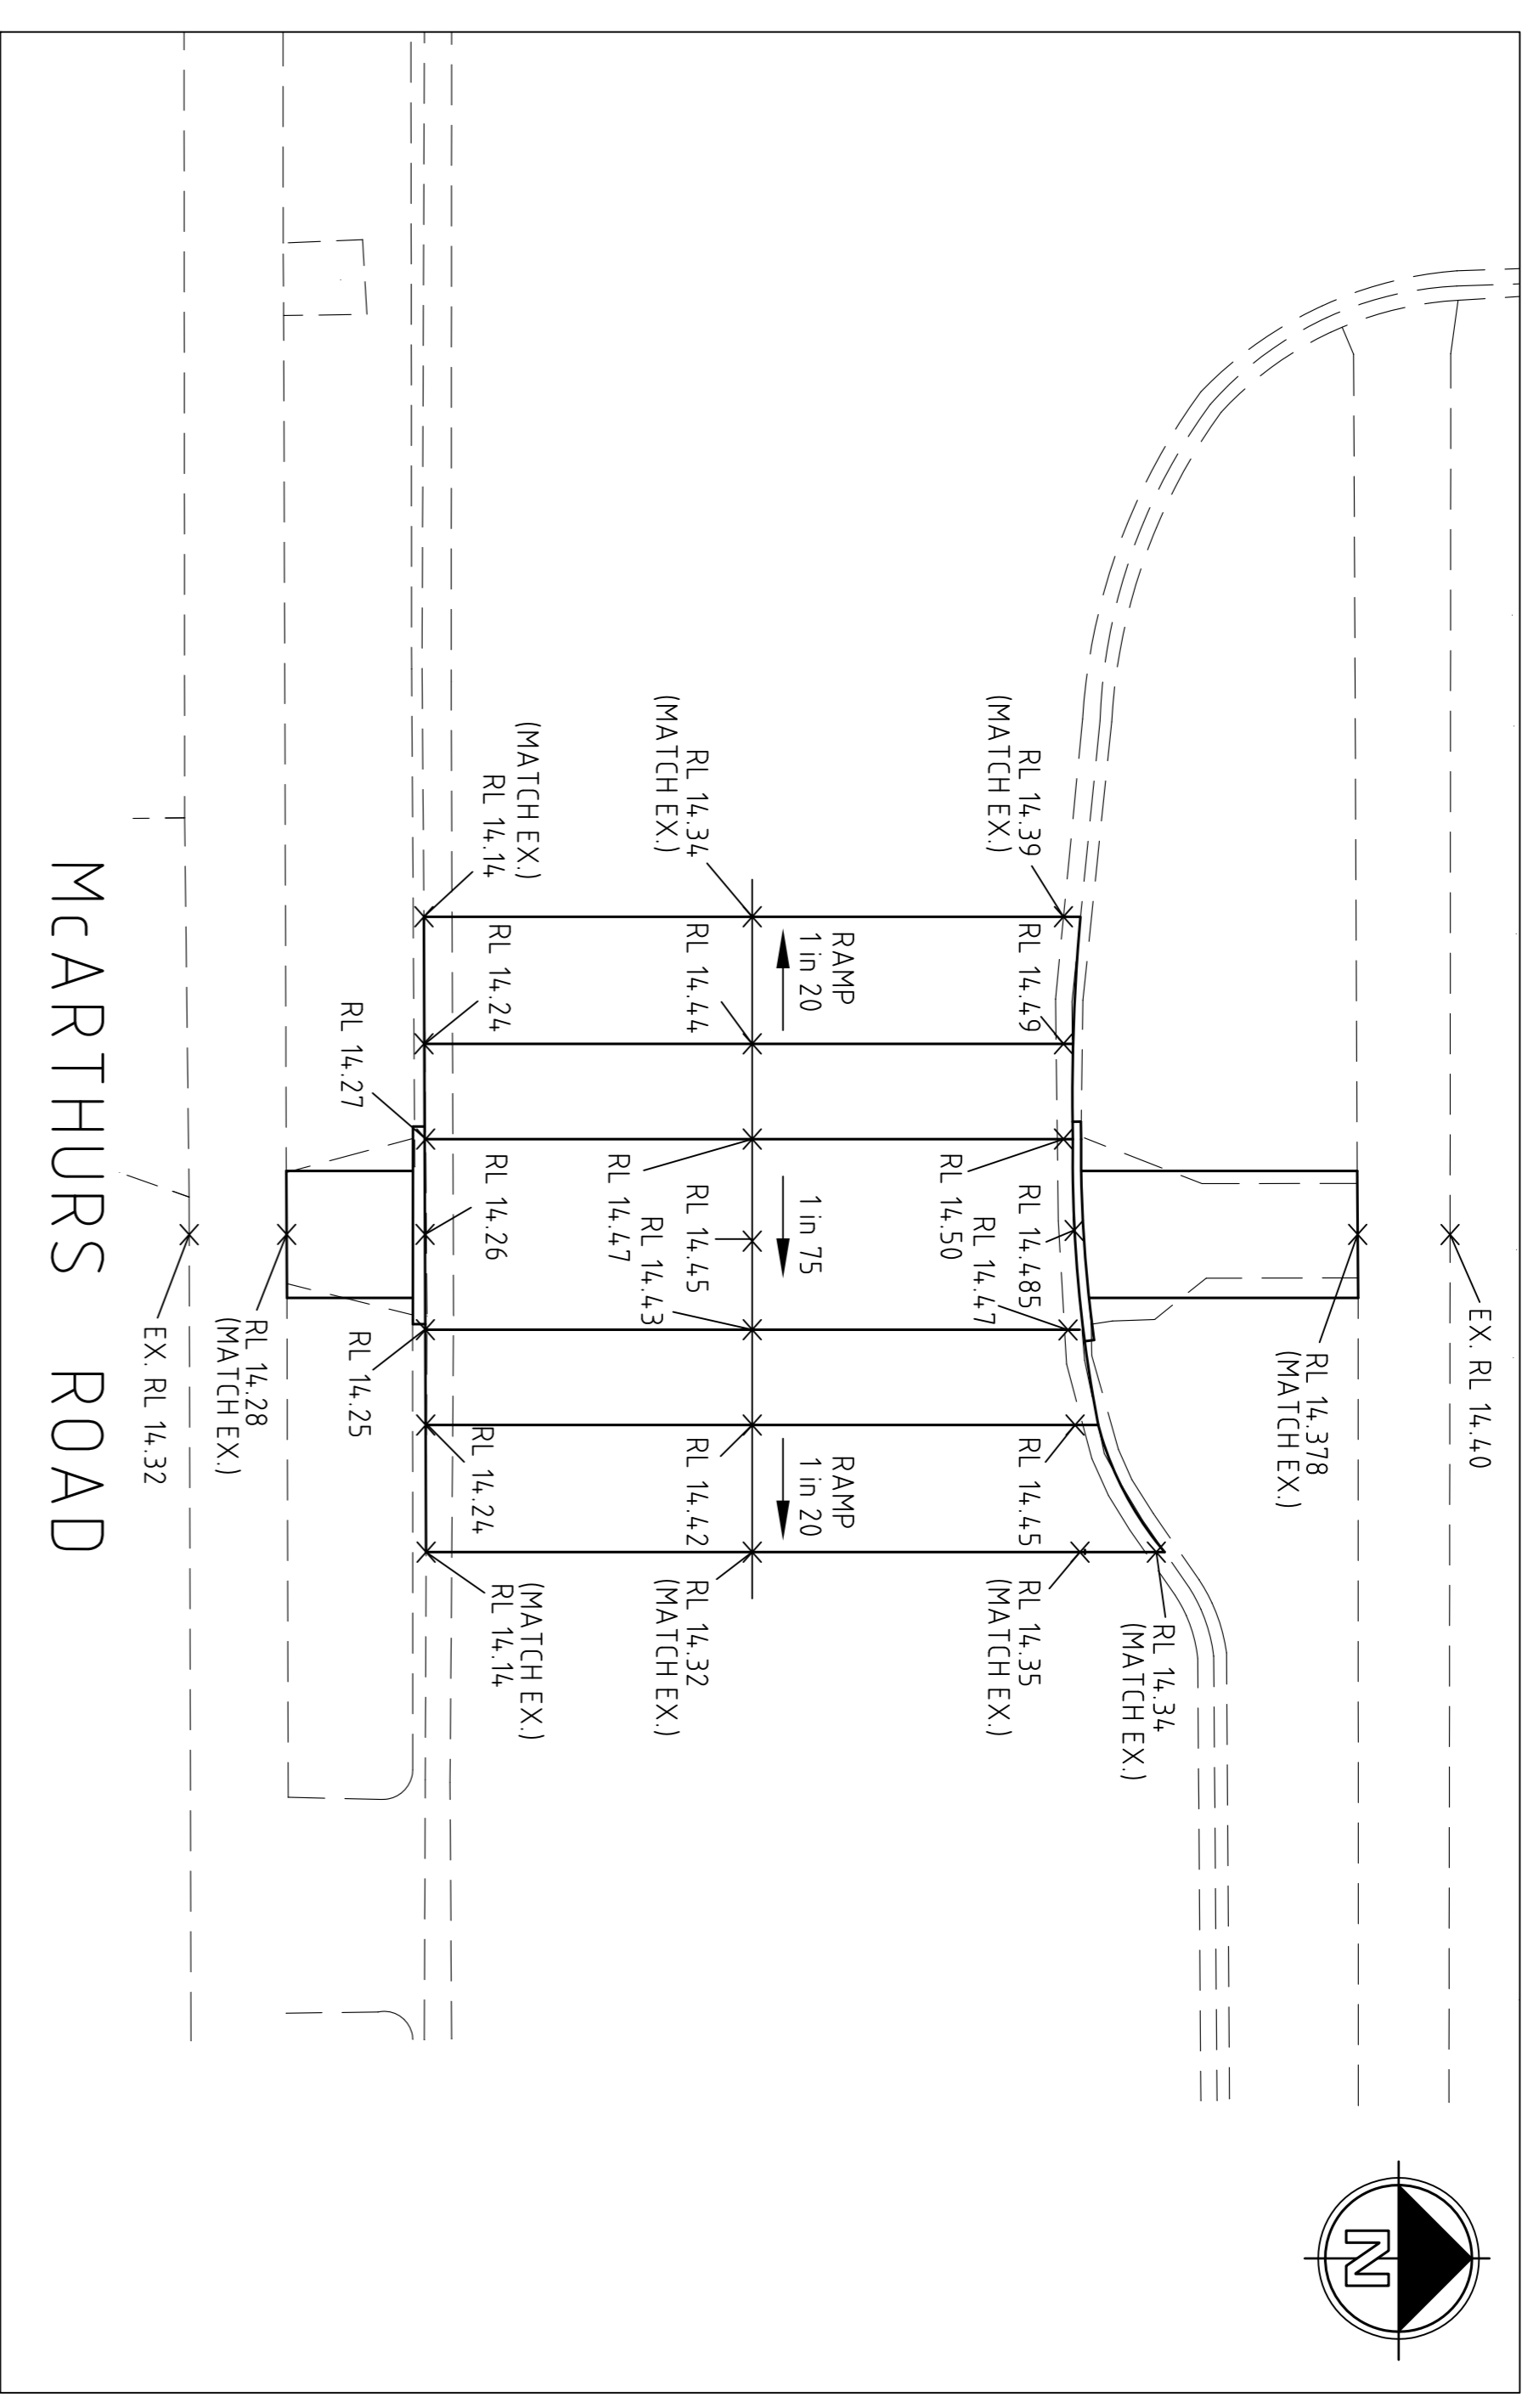 EX. RL 14.40
RL 14.378
(MATCH EX.)
N
RL 14.34
(MATCH EX.)
RL 14.39
(MATCH EX.)
RL 14.49
RL 14.485
RL 14.47
RL 14.50
RL 14.45
RL 14.35
(MATCH EX.)
RAMP
1 in 20
1 in 75
RAMP
1 in 20
RL 14.34
(MATCH EX.)
RL 14.44
RL 14.45
RL 14.43
RL 14.47
RL 14.42
RL 14.32
(MATCH EX.)
(MATCH EX.)
RL 14.14
RL 14.24
RL 14.26
RL 14.24
(MATCH EX.)
RL 14.14
RL 14.27
RL 14.25
RL 14.28
(MATCH EX.)
EX. RL 14.32
McARTHURS ROAD